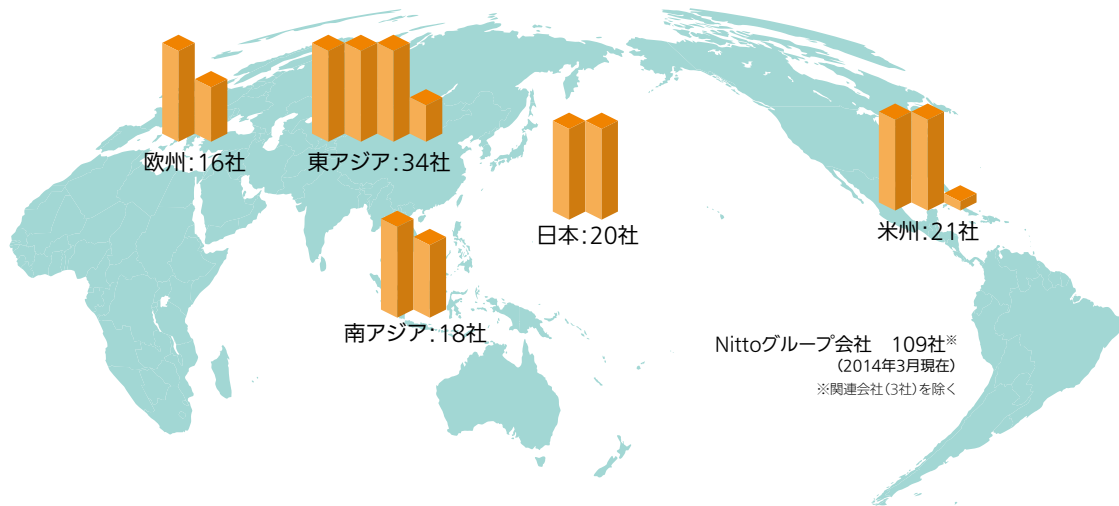 欧州:16社
東アジア:34社
日本:20社
米州:21社
南アジア:18社
Nittoグループ会社　109社※
(2014年3月現在)
※関連会社(3社)を除く